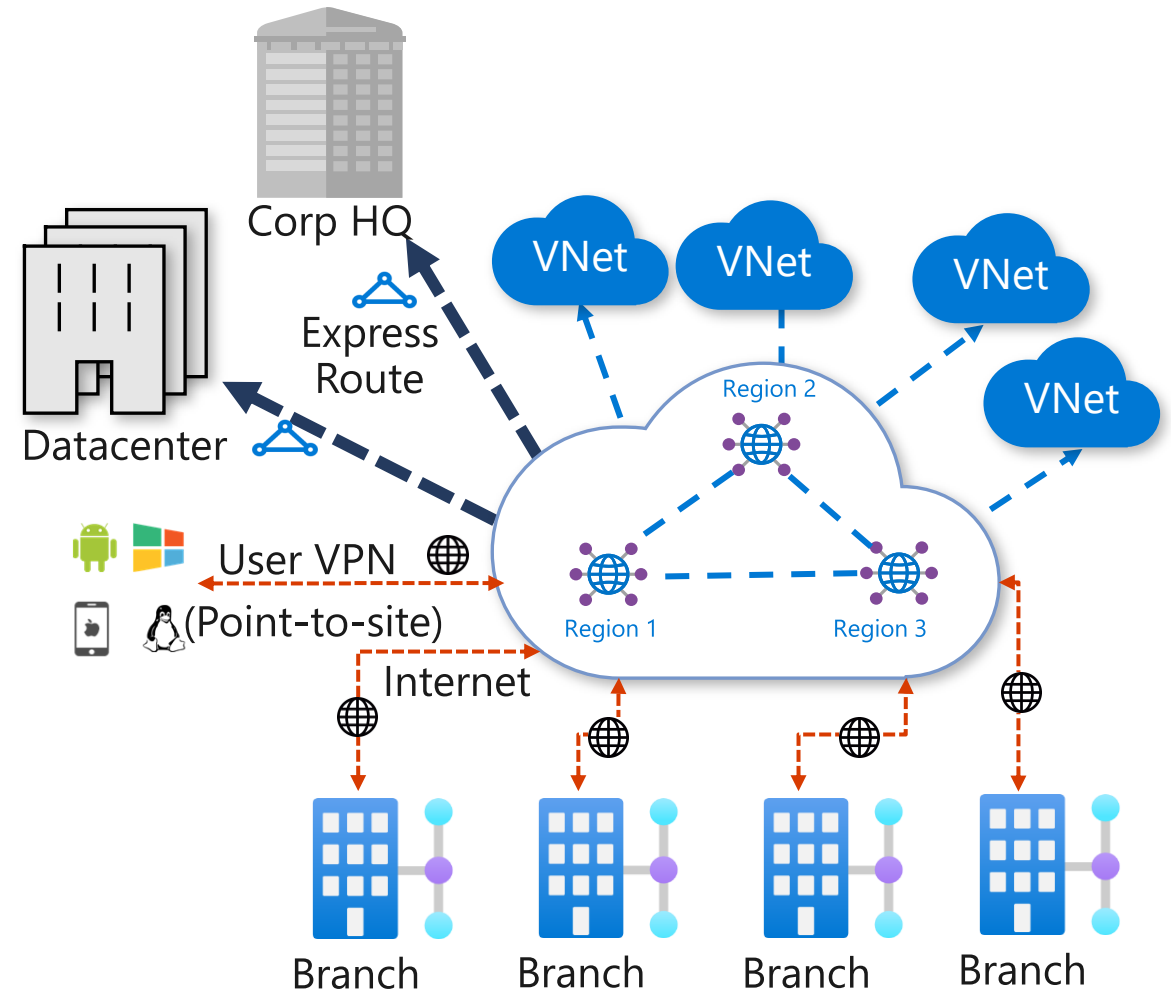 Corp HQ
VNet
VNet
VNet
VNet
Express
Route
Datacenter
Region 2
User VPN
(Point-to-site)
Region 1
Region 3
Internet
Branch
Branch
Branch
Branch